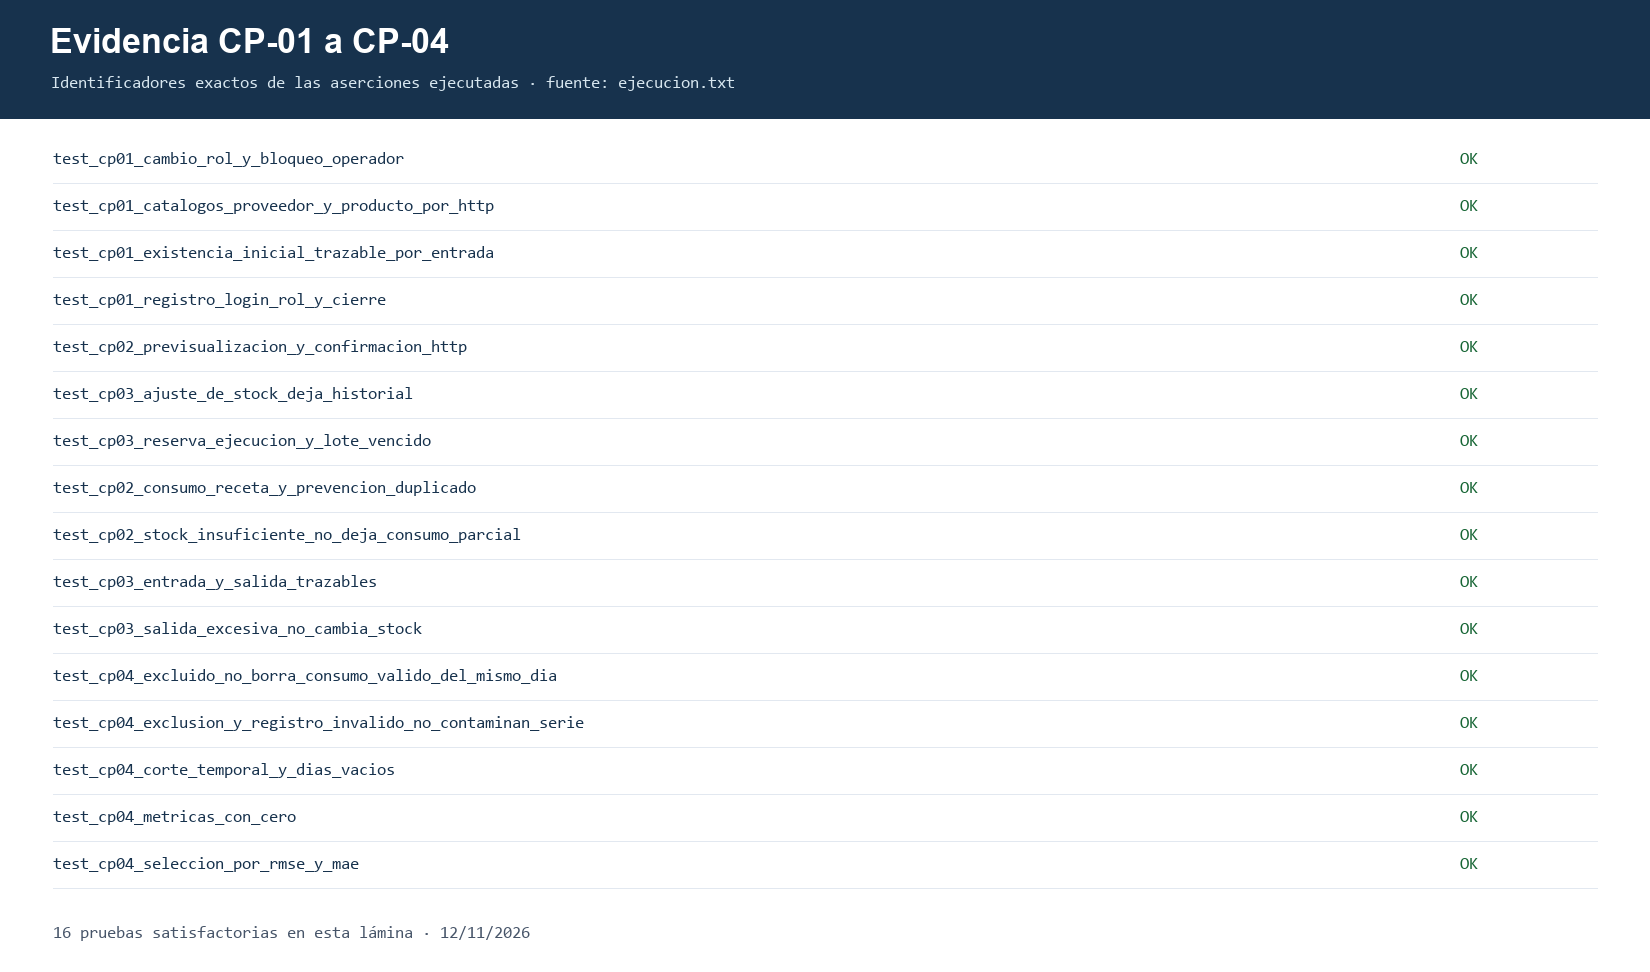 Evidencia CP-01 a CP-04
Identificadores exactos de las aserciones ejecutadas · fuente: ejecucion.txt
test_cp01_cambio_rol_y_bloqueo_operador OK
test_cp01_catalogos_proveedor_y_producto_por_http OK
test_cp01_existencia_inicial_trazable_por_entrada OK
test_cp01_registro_login_rol_y_cierre OK
test_cp02_previsualizacion_y_confirmacion_http OK
test_cp03_ajuste_de_stock_deja_historial OK
test_cp03_reserva_ejecucion_y_lote_vencido OK
test_cp02_consumo_receta_y_prevencion_duplicado OK
test_cp02_stock_insuficiente_no_deja_consumo_parcial OK
test_cp03_entrada_y_salida_trazables OK
test_cp03_salida_excesiva_no_cambia_stock OK
test_cp04_excluido_no_borra_consumo_valido_del_mismo_dia OK
test_cp04_exclusion_y_registro_invalido_no_contaminan_serie OK
test_cp04_corte_temporal_y_dias_vacios OK
test_cp04_metricas_con_cero OK
test_cp04_seleccion_por_rmse_y_mae OK
16 pruebas satisfactorias en esta lámina · 12/11/2026